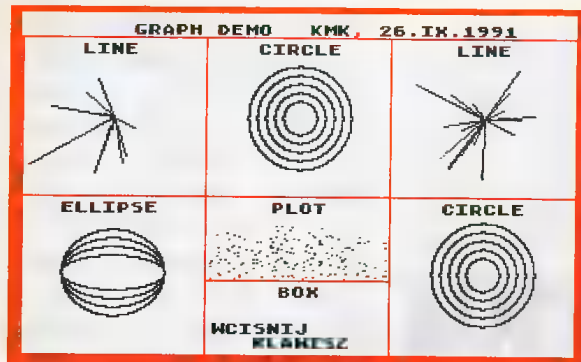 GRAPH DEMO KMK, 26.IX.1991
LINE CIRCLE LINE
ELLIPSE PLOT CIRCLE
BOX
WCISNIJ
KLAWISZ